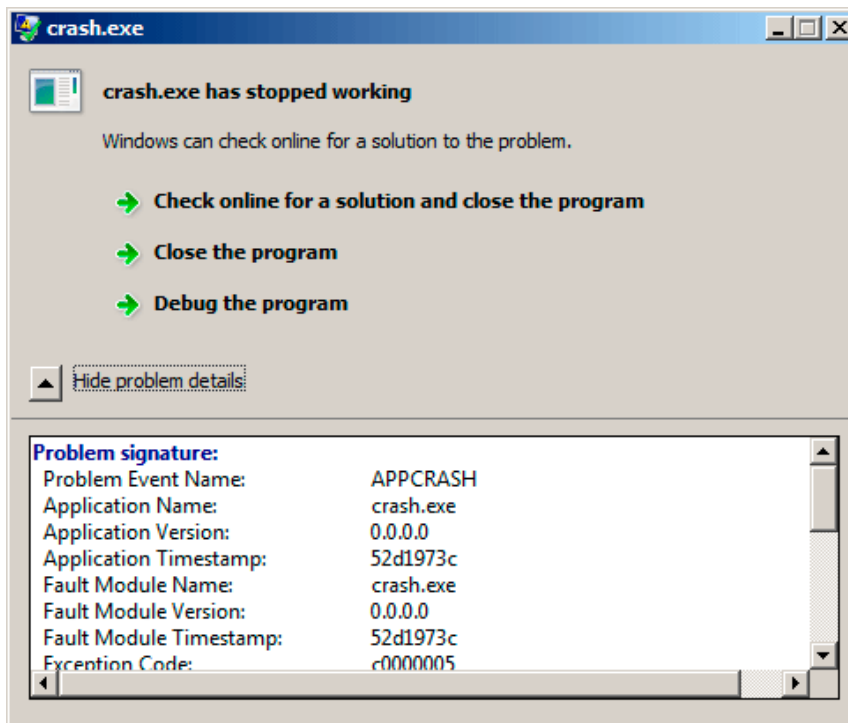 crash.exe
crash.exe has stopped working
Windows can check online for a solution to the problem.
Check online for a solution and close the program
Close the program
Debug the program
Hide problem details
Problem signature:
Problem Event Name: APPCRASH
Application Name: crash.exe
Application Version: 0.0.0.0
Application Timestamp: 52d1973c
Fault Module Name: crash.exe
Fault Module Version: 0.0.0.0
Fault Module Timestamp: 52d1973c
Exception Code: c0000005